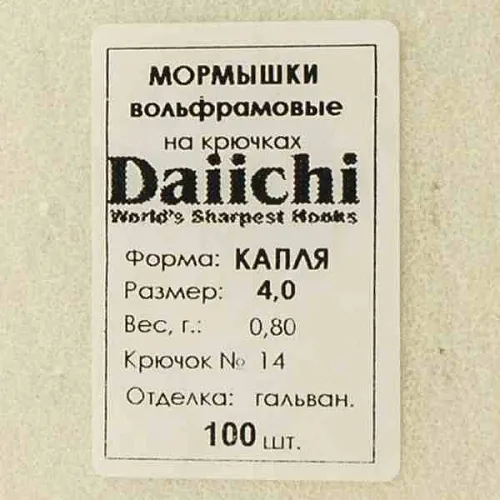 МОРМЫШКИ
вольфрамовые
на крючках
Daiichi
World's Sharpest Hooks
Форма: КАПЛЯ
Размер: 4,0
Вес, г.: 0,80
Крючок № 14
Отделка: гальван.
100 шт.